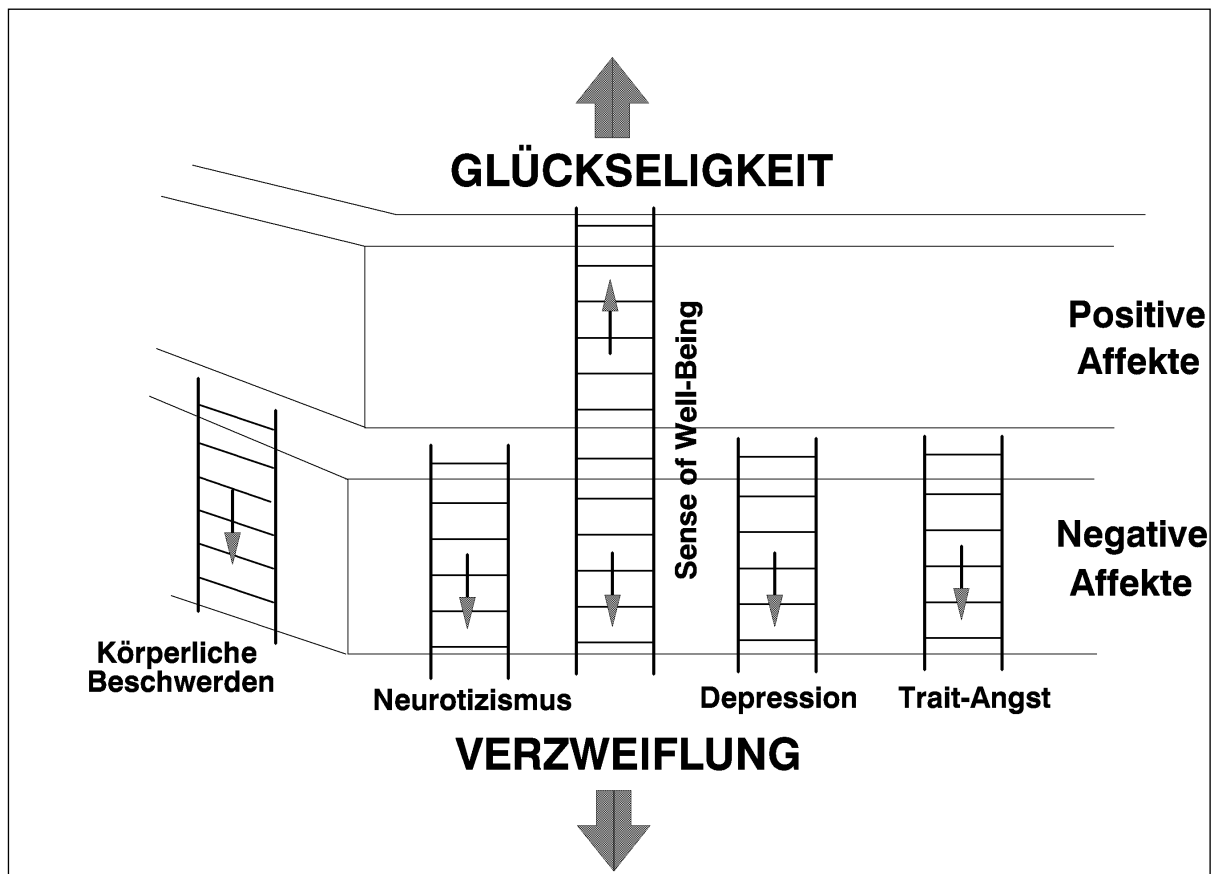 GLÜCKSELIGKEIT
Positive
Affekte
Sense of Well-Being
Negative
Affekte
Körperliche
Beschwerden
Neurotizismus
Depression
Trait-Angst
VERZWEIFLUNG